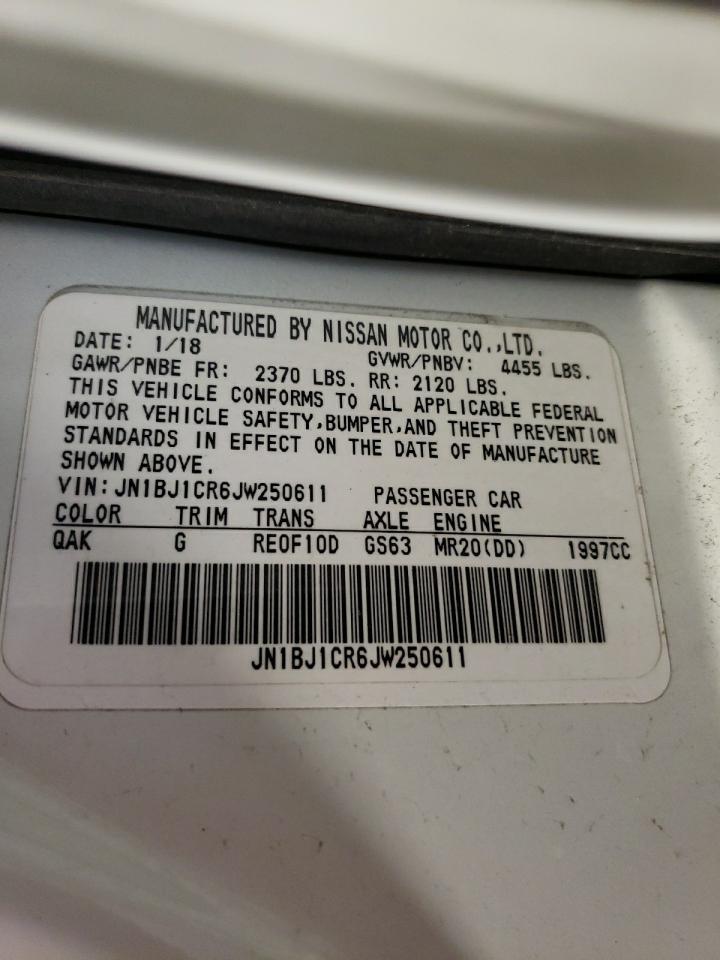 MANUFACTURED BY NISSAN MOTOR CO.,LTD.
DATE: 1/18 GVWR/PNBV: 4455 LBS.
GAWR/PNBE FR: 2370 LBS. RR: 2120 LBS.
THIS VEHICLE CONFORMS TO ALL APPLICABLE FEDERAL
MOTOR VEHICLE SAFETY,BUMPER,AND THEFT PREVENTION
STANDARDS IN EFFECT ON THE DATE OF MANUFACTURE
SHOWN ABOVE.
VIN:JN1BJ1CR6JW250611 PASSENGER CAR
COLOR TRIM TRANS AXLE ENGINE
QAK G RE0F10D GS63 MR20(DD) 1997CC
JN1BJ1CR6JW250611